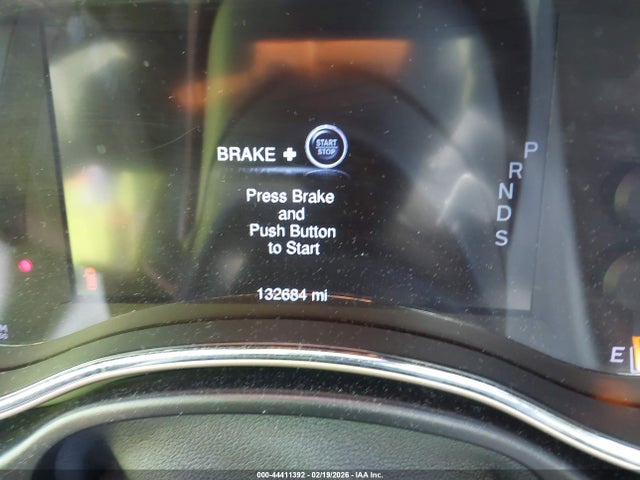 BRAKE + START STOP
Press Brake
and
Push Button
to Start
132684 mi
P
R
N
D
S
E
000-44411392 - 02/19/2026 - IAA Inc.